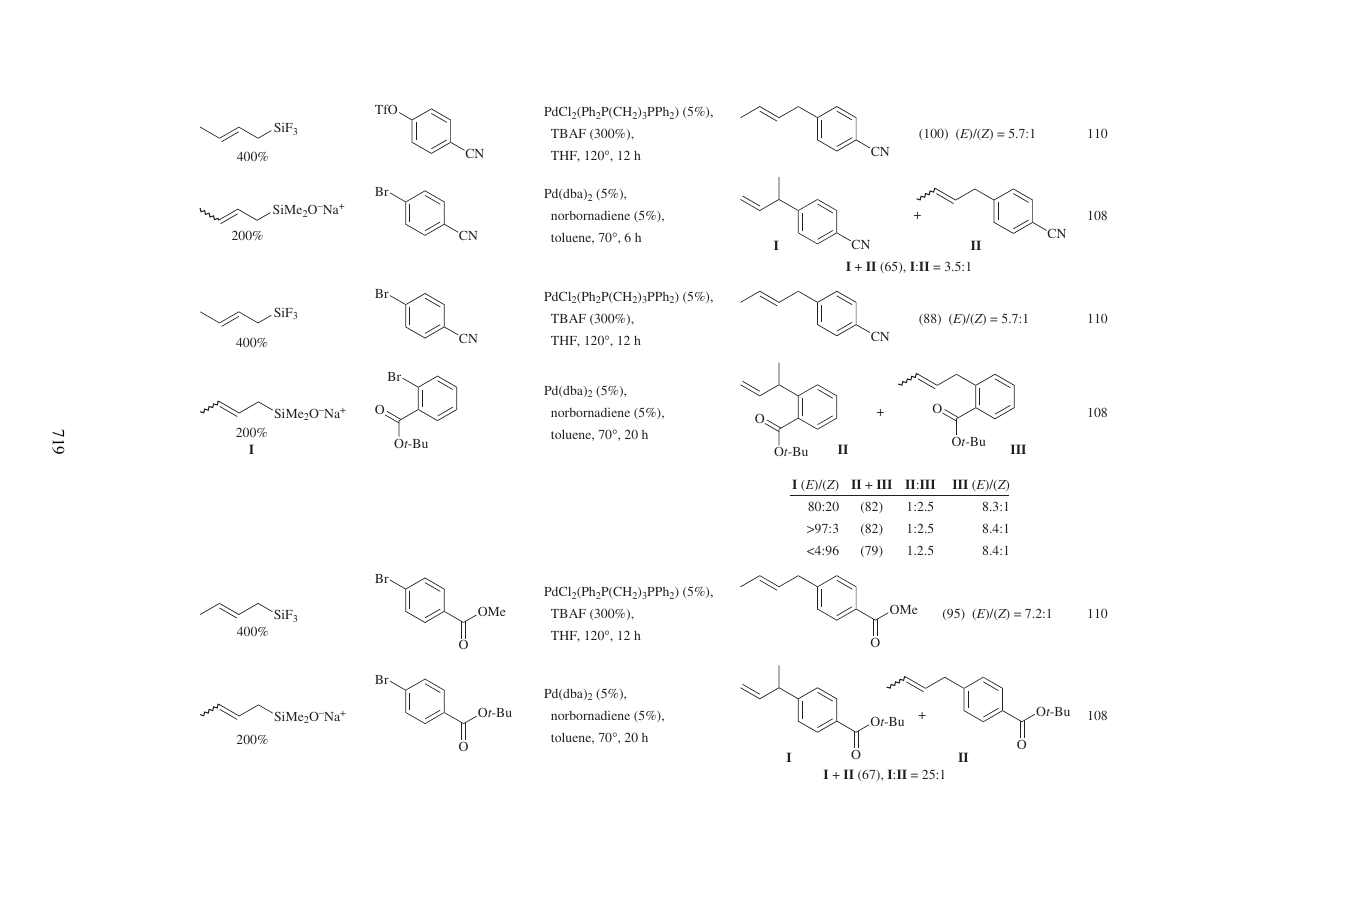 TfO
PdCl2(Ph2P(CH2)3PPh2) (5%),
SiF3
TBAF (300%),
(100) (E)/(Z) = 5.7:1
110
400%
CN
THF, 120°, 12 h
CN
Br
Pd(dba)2 (5%),
SiMe2O–Na+
norbornadiene (5%),
+
108
200%
CN
toluene, 70°, 6 h
I
CN
II
CN
I + II (65), I:II = 3.5:1
Br
PdCl2(Ph2P(CH2)3PPh2) (5%),
SiF3
TBAF (300%),
(88) (E)/(Z) = 5.7:1
110
400%
CN
THF, 120°, 12 h
CN
Br
Pd(dba)2 (5%),
SiMe2O–Na+
O
norbornadiene (5%),
O
+
O
108
200%
Ot-Bu
toluene, 70°, 20 h
Ot-Bu
Ot-Bu
I
II
III
719
I (E)/(Z) II + III II:III III (E)/(Z)
80:20 (82) 1:2.5 8.3:1
>97:3 (82) 1:2.5 8.4:1
<4:96 (79) 1.2.5 8.4:1
Br
PdCl2(Ph2P(CH2)3PPh2) (5%),
SiF3
OMe
TBAF (300%),
OMe
(95) (E)/(Z) = 7.2:1
110
400%
O
THF, 120°, 12 h
O
Br
Pd(dba)2 (5%),
SiMe2O–Na+
Ot-Bu
norbornadiene (5%),
Ot-Bu
+
Ot-Bu
108
200%
O
toluene, 70°, 20 h
O
O
I
II
I + II (67), I:II = 25:1